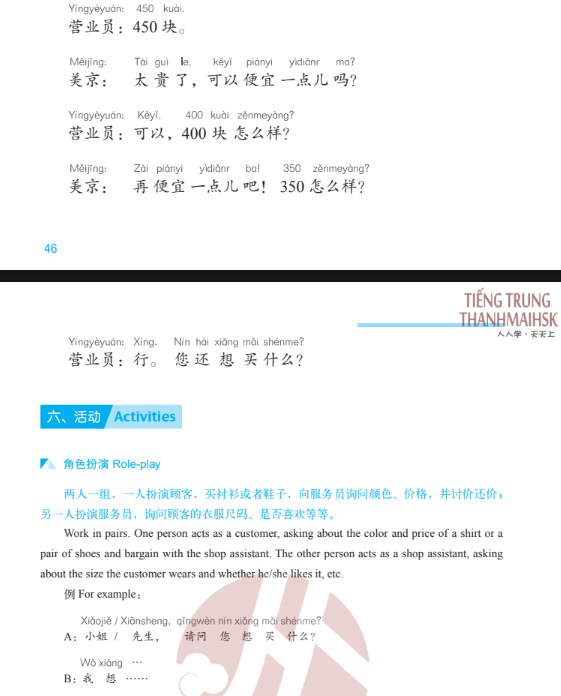 Yíngyèyuán: 450 kuài.
营业员：450 块。
Měijīng: Tài guì le, kěyǐ piányi yìdiǎnr ma?
美京： 太 贵 了，可以 便宜 一点儿 吗？
Yíngyèyuán: Kěyǐ, 400 kuài zěnmeyàng?
营业员：可以，400 块 怎么样？
Měijīng: Zài piányi yìdiǎnr ba! 350 zěnmeyàng?
美京： 再 便宜 一点儿 吧！ 350 怎么样？
46
TIẾNG TRUNG
THANHMAIHSK
人人学·天天上
Yíngyèyuán: Xíng. Nín hái xiǎng mǎi shénme?
营业员：行。 您 还 想 买 什么？
六、活动 Activities
角色扮演 Role-play
两人一组，一人扮演顾客，买衬衫或者鞋子，向服务员询问颜色、价格，并讨价还价；
另一人扮演服务员，询问顾客的衣服尺码、是否喜欢等等。
Work in pairs. One person acts as a customer, asking about the color and price of a shirt or a
pair of shoes and bargain with the shop assistant. The other person acts as a shop assistant, asking
about the size the customer wears and whether he/she likes it, etc.
例 For example：
Xiǎojiě / Xiānsheng, qǐngwèn nín xiǎng mǎi shénme?
A：小姐 / 先生， 请问 您 想 买 什么？
Wǒ xiǎng …
B：我 想 ……